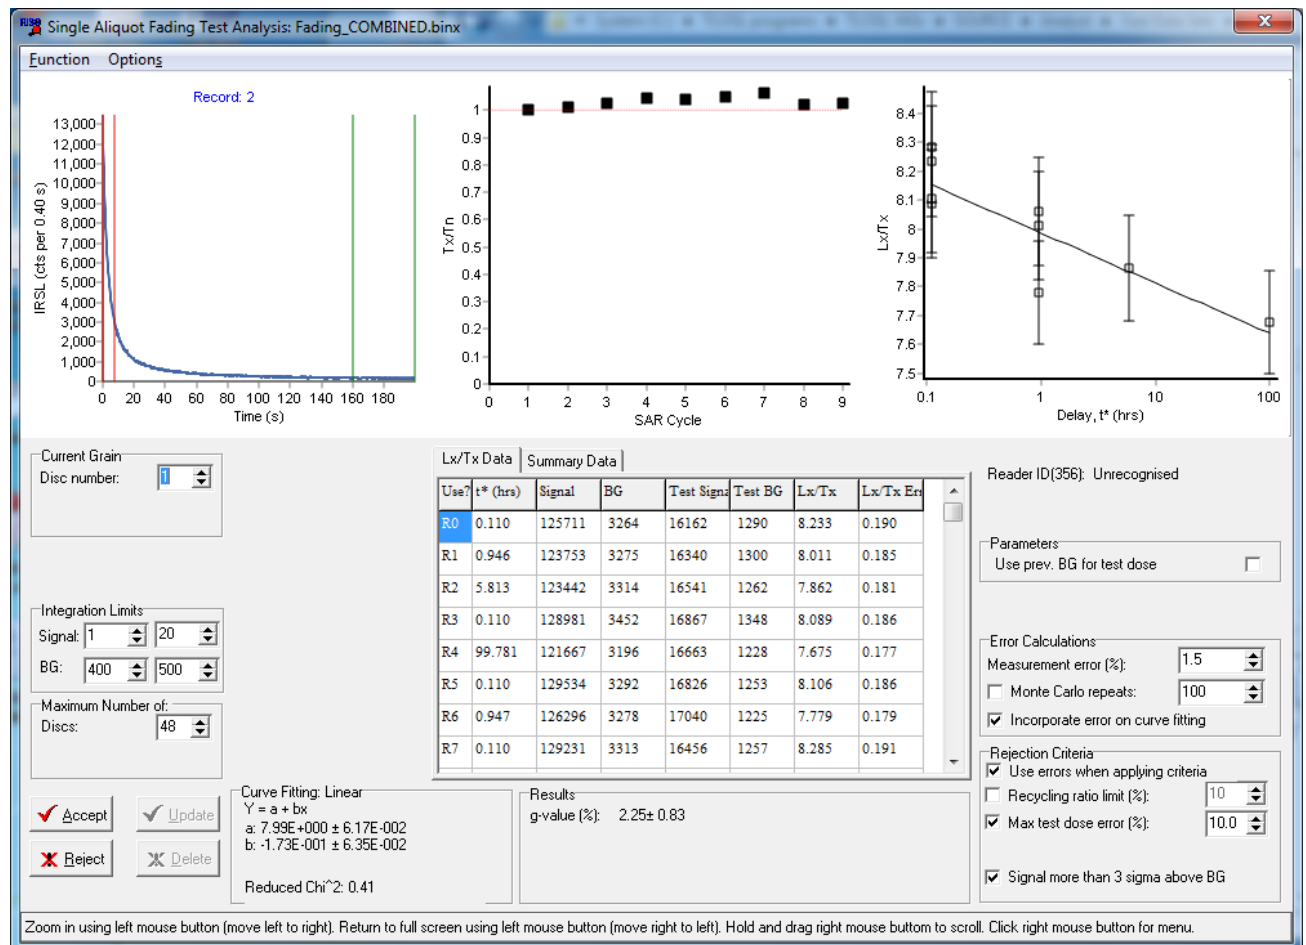 Single Aliquot Fading Test Analysis: Fading_COMBINED.binx
Function Options
Record: 2
IRSL (cts per 0.40 s)
13,000
12,000
11,000
10,000
9,000
8,000
7,000
6,000
5,000
4,000
3,000
2,000
1,000
0
0 20 40 60 80 100 120 140 160 180
Time (s)
Tx/Tn
1
0.9
0.8
0.7
0.6
0.5
0.4
0.3
0.2
0.1
0
0 1 2 3 4 5 6 7 8 9
SAR Cycle
Lx/Tx
8.4
8.3
8.2
8.1
8
7.9
7.8
7.7
7.6
7.5
0.1 1 10 100
Delay, t* (hrs)
Current Grain
Disc number: 1
Integration Limits
Signal: 1 20
BG: 400 500
Maximum Number of:
Discs: 48
Accept Update
Reject Delete
Lx/Tx Data Summary Data
Use? t* (hrs) Signal BG Test Signa Test BG Lx/Tx Lx/Tx Err
R0 0.110 125711 3264 16162 1290 8.233 0.190
R1 0.946 123753 3275 16340 1300 8.011 0.185
R2 5.813 123442 3314 16541 1262 7.862 0.181
R3 0.110 128981 3452 16867 1348 8.089 0.186
R4 99.781 121667 3196 16663 1228 7.675 0.177
R5 0.110 129534 3292 16826 1253 8.106 0.186
R6 0.947 126296 3278 17040 1225 7.779 0.179
R7 0.110 129231 3313 16456 1257 8.285 0.191
Curve Fitting: Linear
Y = a + bx
a: 7.99E+000 ± 6.17E-002
b: -1.73E-001 ± 6.35E-002
Reduced Chi^2: 0.41
Results
g-value (%): 2.25± 0.83
Reader ID(356): Unrecognised
Parameters
Use prev. BG for test dose
Error Calculations
Measurement error (%): 1.5
Monte Carlo repeats: 100
Incorporate error on curve fitting
Rejection Criteria
Use errors when applying criteria
Recycling ratio limit (%): 10
Max test dose error (%): 10.0
Signal more than 3 sigma above BG
Zoom in using left mouse button (move left to right). Return to full screen using left mouse button (move right to left). Hold and drag right mouse buttom to scroll. Click right mouse button for menu.